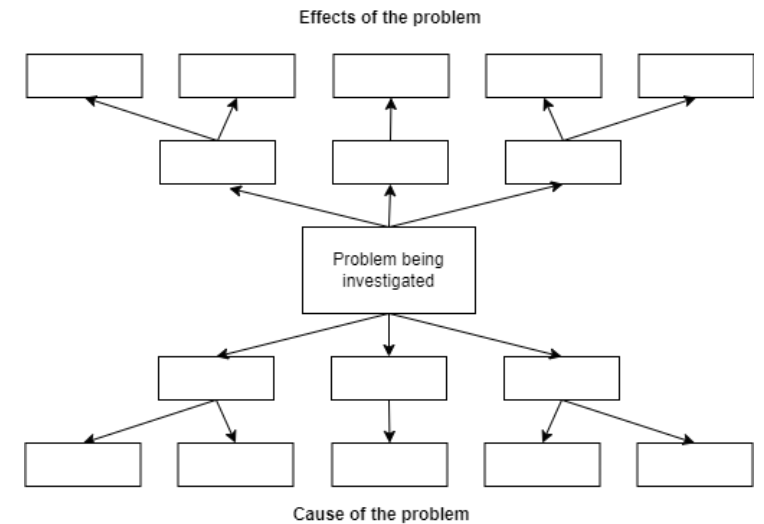 Effects of the problem
Problem being
investigated
Cause of the problem